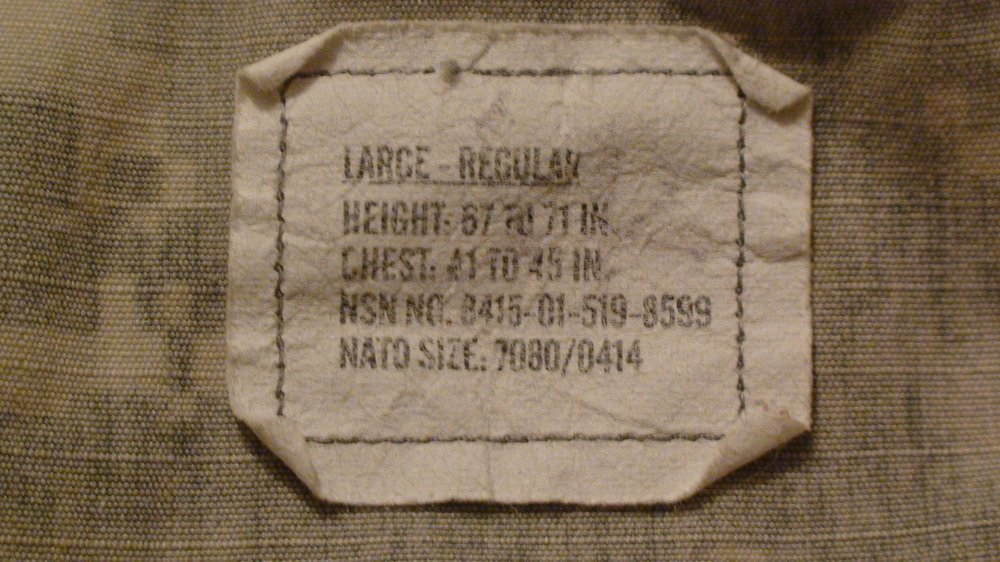 LARGE - REGULAR
HEIGHT: 67 TO 71 IN.
CHEST: 41 TO 45 IN.
NSN NO. 8415-01-519-8599
NATO SIZE: 7080/0414